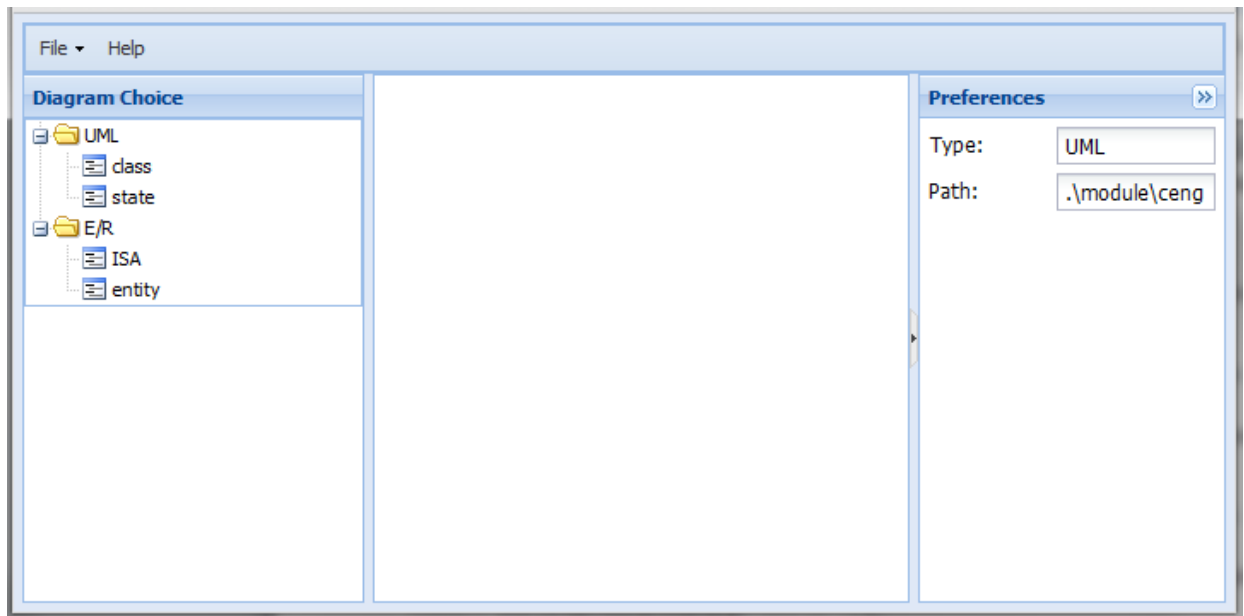 File Help
Diagram Choice
UML
class
state
E/R
ISA
entity
Preferences
Type: UML
Path: .\module\ceng